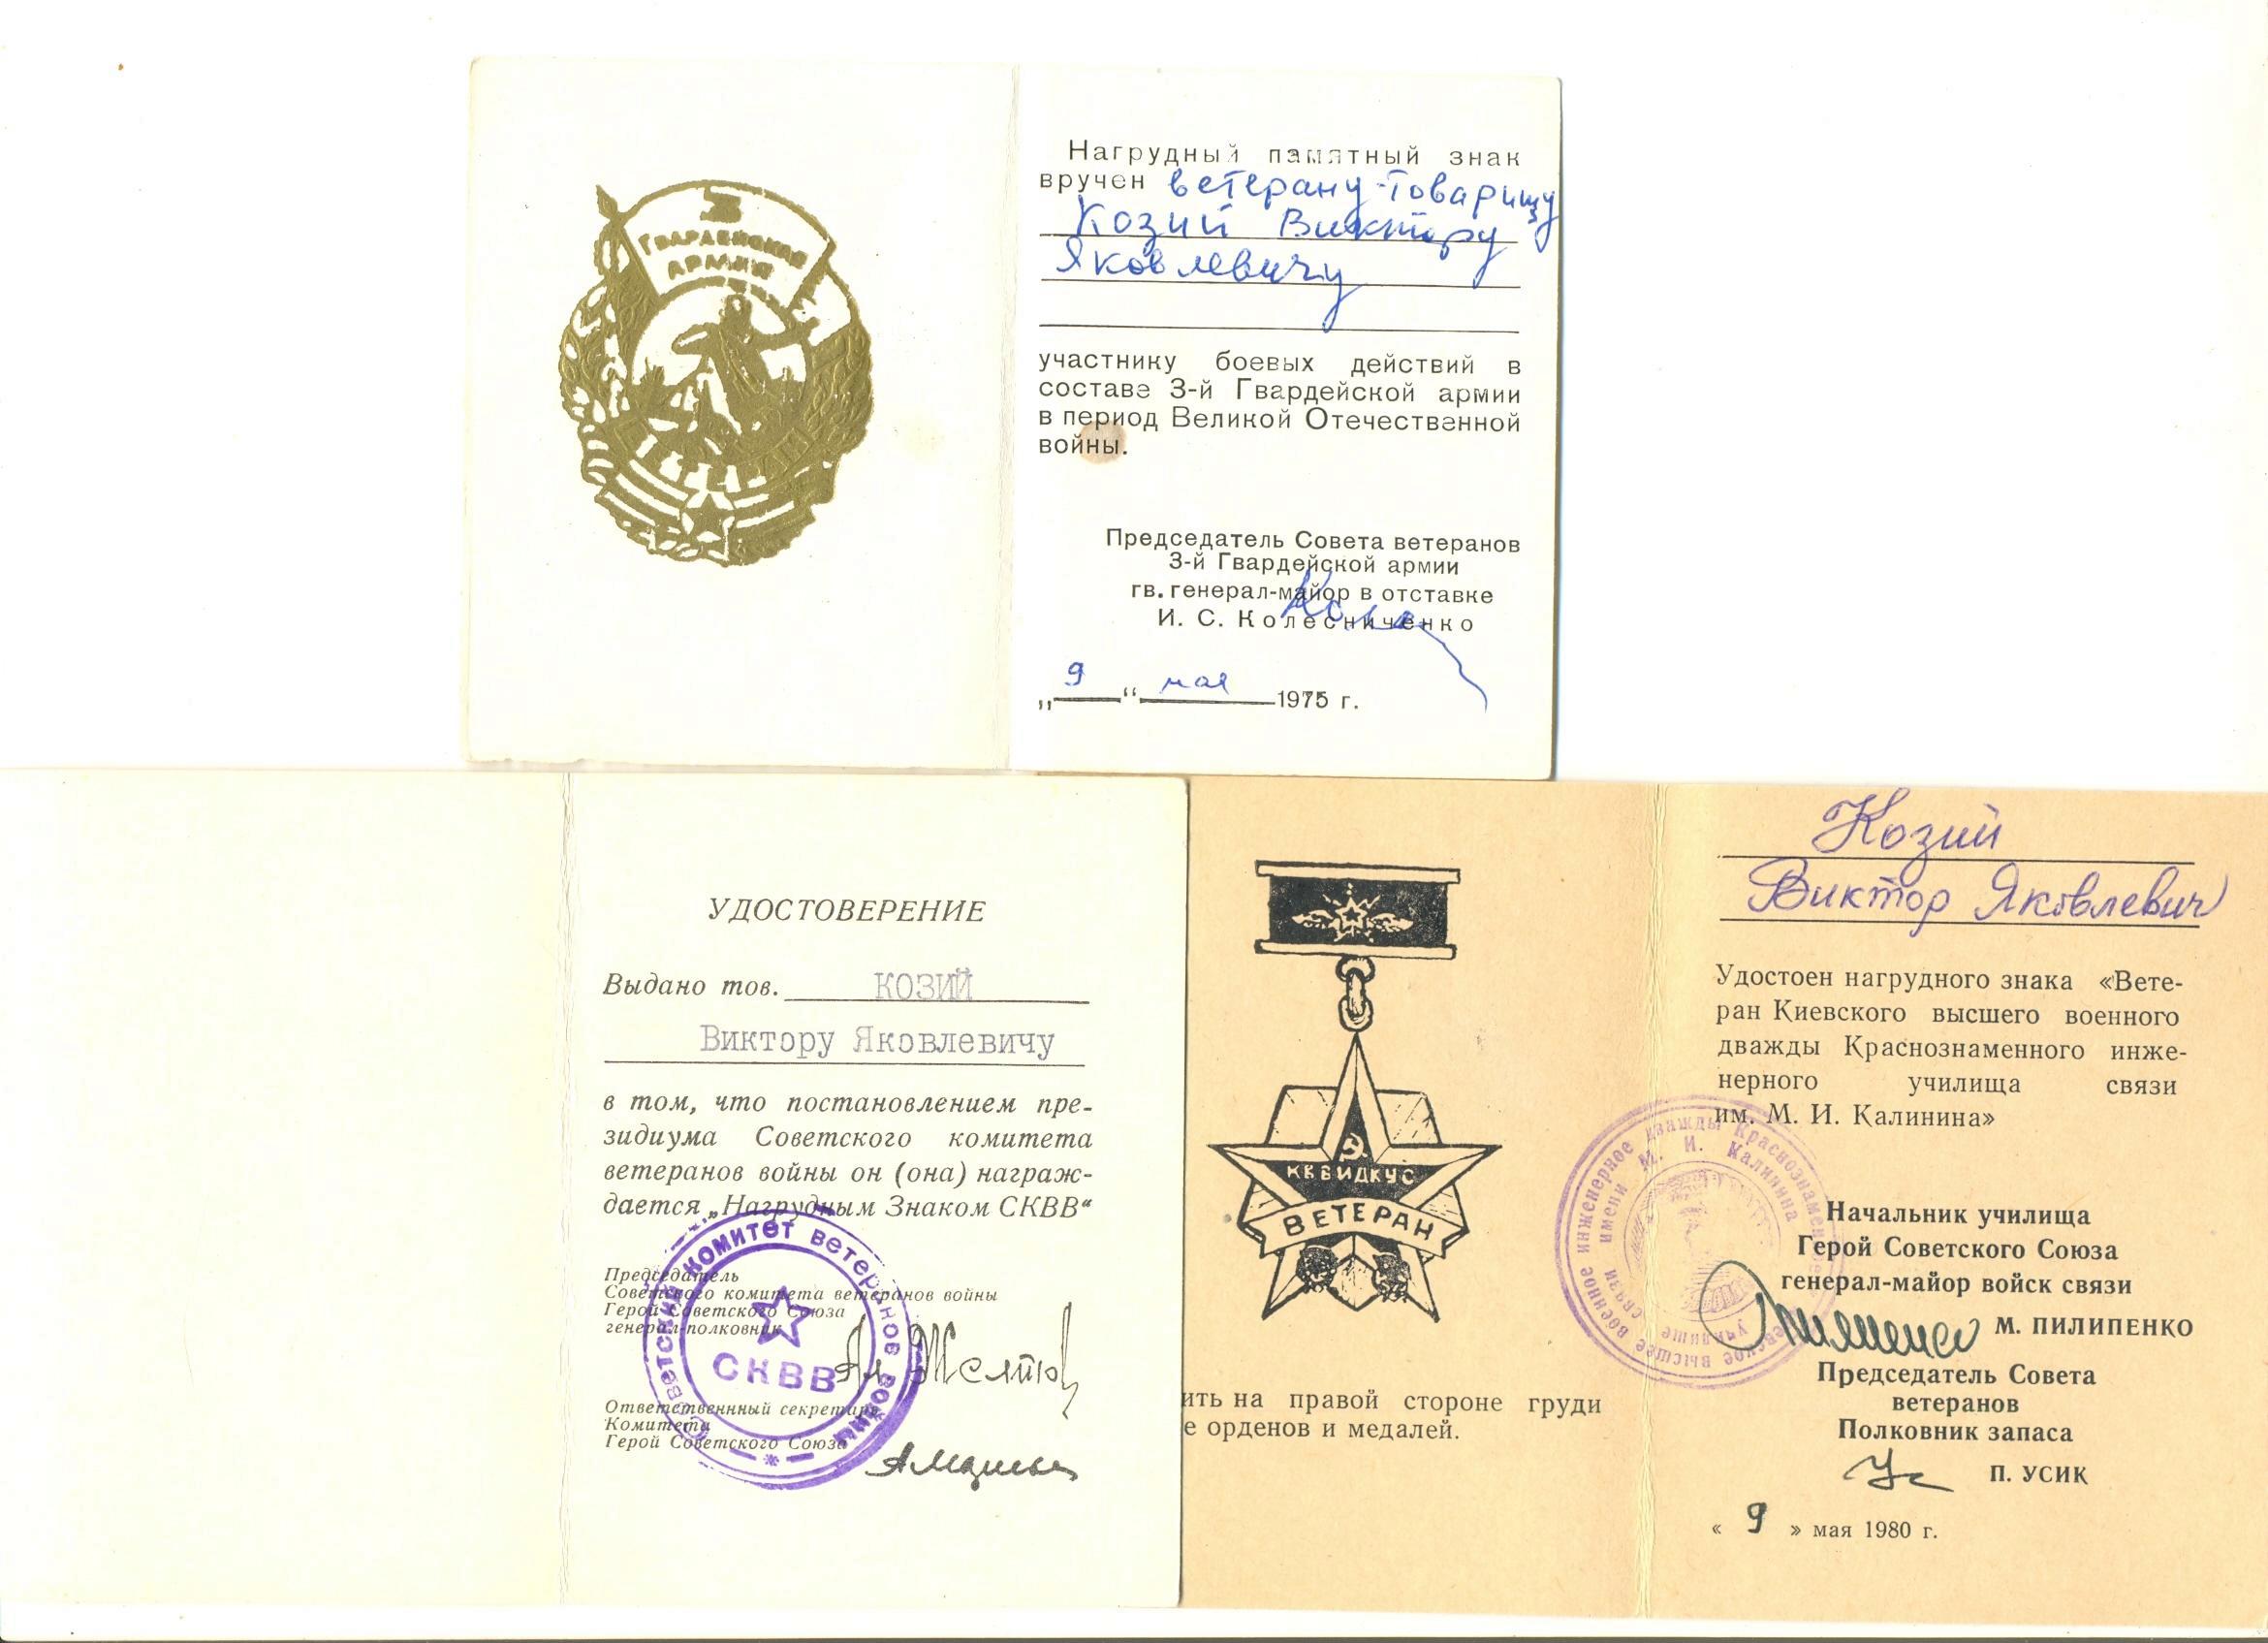 3
Гвардейская
армия
ветеран
Нагрудный памятный знак
вручен ветерану-товарищу
Козий Виктору
Яковлевичу
участнику боевых действий в
составе 3-й Гвардейской армии
в период Великой Отечественной
войны.
Председатель Совета ветеранов
3-й Гвардейской армии
гв. генерал-майор в отставке
И. С. Колесниченко
„9“ мая 1975 г.
УДОСТОВЕРЕНИЕ
Выдано тов. КОЗИЙ
Виктору Яковлевичу
в том, что постановлением пре-
зидиума Советского комитета
ветеранов войны он (она) награж-
дается „Нагрудным Знаком СКВВ“
Председатель
Советского комитета ветеранов войны
Герой Советского Союза
генерал-полковник
Ответственнный секретарь
Комитета
Герой Советского Союза
Советский комитет ветеранов войны
СКВВ
КВВИДКУС
ВЕТЕРАН
ить на правой стороне груди
е орденов и медалей.
Козий
Виктор Яковлевич
Удостоен нагрудного знака «Вете-
ран Киевского высшего военного
дважды Краснознаменного инже-
нерного училища связи
им. М. И. Калинина»
Начальник училища
Герой Советского Союза
генерал-майор войск связи
М. ПИЛИПЕНКО
Председатель Совета
ветеранов
Полковник запаса
П. УСИК
«9» мая 1980 г.